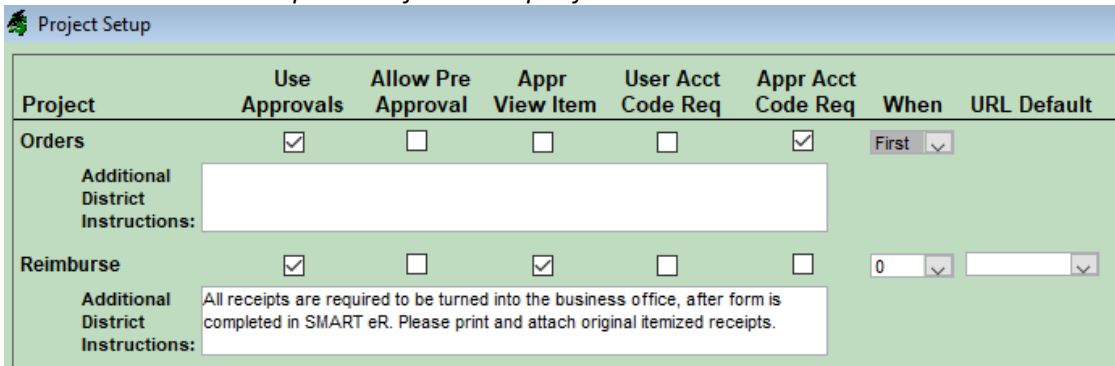 Project Setup
Use Allow Pre Appr User Acct Appr Acct
Project Approvals Approval View Item Code Req Code Req When URL Default
Orders First
Additional
District
Instructions:
Reimburse 0
Additional All receipts are required to be turned into the business office, after form is
District completed in SMART eR. Please print and attach original itemized receipts.
Instructions: